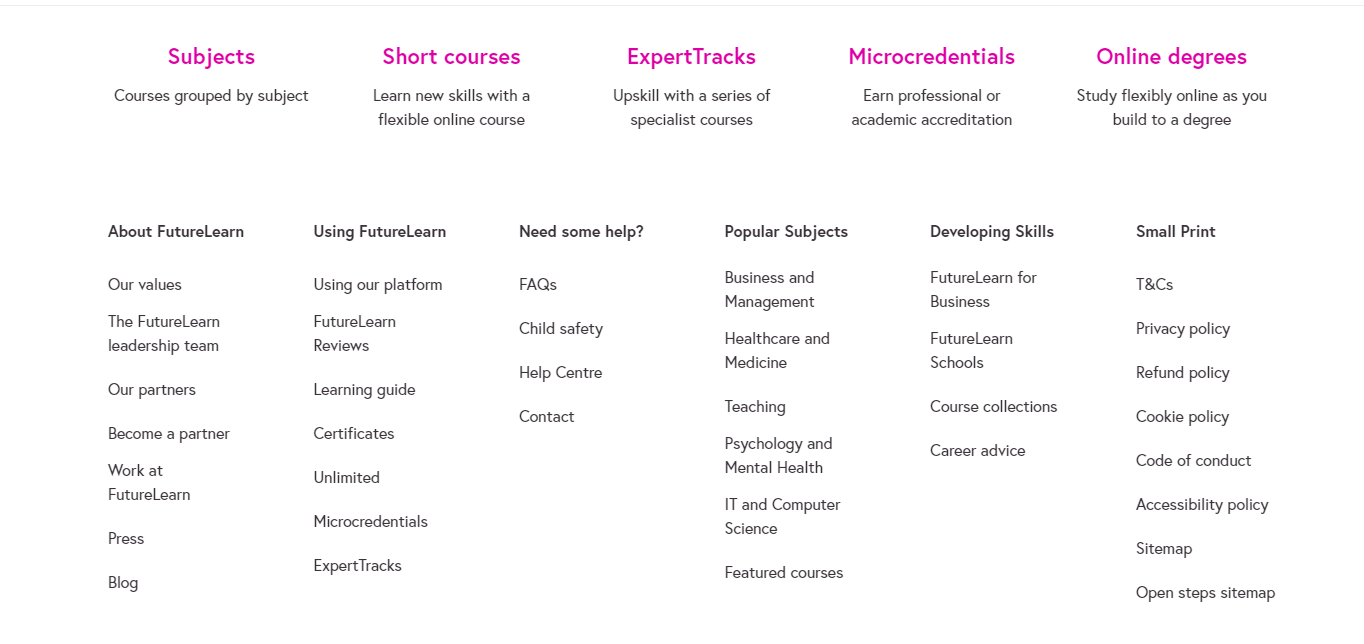 Subjects
Courses grouped by subject
Short courses
Learn new skills with a
flexible online course
ExpertTracks
Upskill with a series of
specialist courses
Microcredentials
Earn professional or
academic accreditation
Online degrees
Study flexibly online as you
build to a degree
About FutureLearn
Our values
The FutureLearn
leadership team
Our partners
Become a partner
Work at
FutureLearn
Press
Blog
Using FutureLearn
Using our platform
FutureLearn
Reviews
Learning guide
Certificates
Unlimited
Microcredentials
ExpertTracks
Need some help?
FAQs
Child safety
Help Centre
Contact
Popular Subjects
Business and
Management
Healthcare and
Medicine
Teaching
Psychology and
Mental Health
IT and Computer
Science
Featured courses
Developing Skills
FutureLearn for
Business
FutureLearn
Schools
Course collections
Career advice
Small Print
T&Cs
Privacy policy
Refund policy
Cookie policy
Code of conduct
Accessibility policy
Sitemap
Open steps sitemap